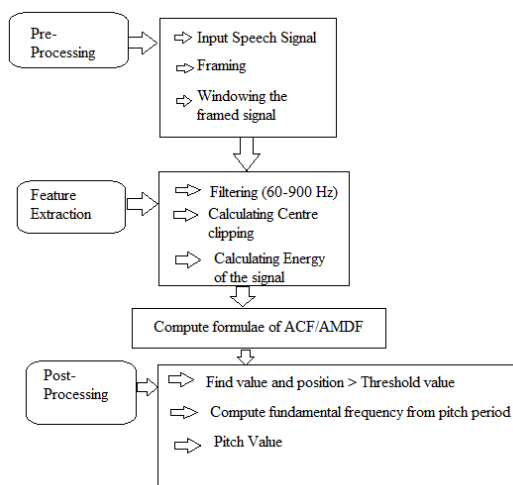 Pre-
Processing
Input Speech Signal
Framing
Windowing the
framed signal
Feature
Extraction
Filtering (60-900 Hz)
Calculating Centre
clipping
Calculating Energy
of the signal
Compute formulae of ACF/AMDF
Post-
Processing
Find value and position > Threshold value
Compute fundamental frequency from pitch period
Pitch Value